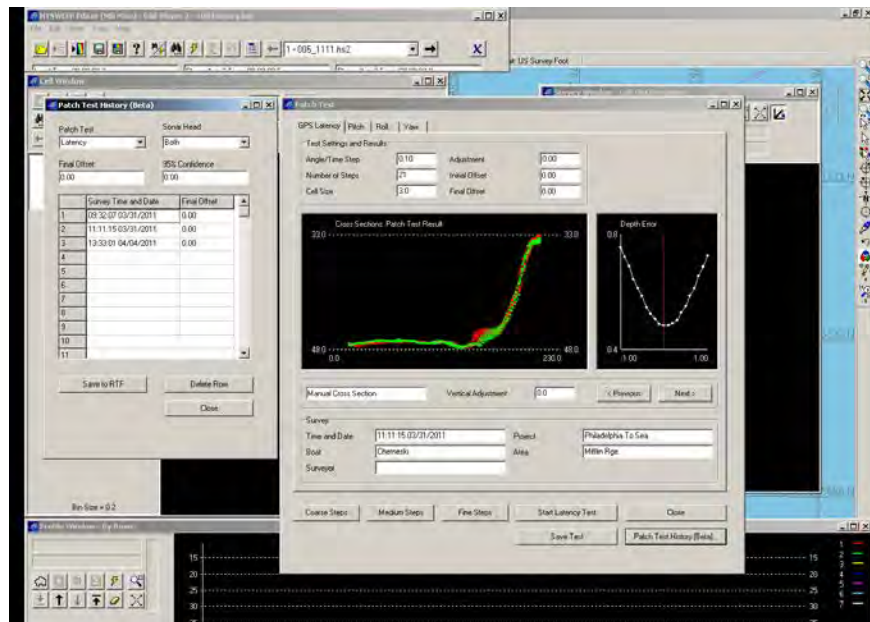 HYSWEEP Editor
1 - 005_1111.hs2
US Survey Foot
Cell Window
Patch Test History (Beta)
Patch Test
Sonar Head
Latency
Both
Final Offset
95% Confidence
0.00
0.00
Survey Time and Date
Final Offset
1
09:32:07 03/31/2011
0.00
2
11:11:15 03/31/2011
0.00
3
13:33:01 04/04/2011
0.00
4
5
6
7
8
9
10
11
Save to RTF
Delete Row
Close
Bin Size = 0.2
Patch Test
GPS Latency
Pitch
Roll
Yaw
Test Settings and Results
Angle/Time Step
0.10
Adjustment
0.00
Number of Steps
21
Initial Offset
0.00
Cell Size
3.0
Final Offset
0.00
Cross Sections: Patch Test Result
33.0
33.0
48.0
48.0
0.0
230.0
Depth Error
0.8
0.4
-1.00
1.00
Manual Cross Section
Vertical Adjustment
0.0
< Previous
Next >
Survey
Time and Date
11:11:15 03/31/2011
Project
Philadelphia To Sea
Boat
Cherneski
Area
Mifflin Rge
Surveyor
Coarse Steps
Medium Steps
Fine Steps
Start Latency Test
Close
Save Test
Patch Test History (Beta)...
Profile Window - By Beam
15
20
25
30
15
20
25
30
1
2
3
4
5
6
7